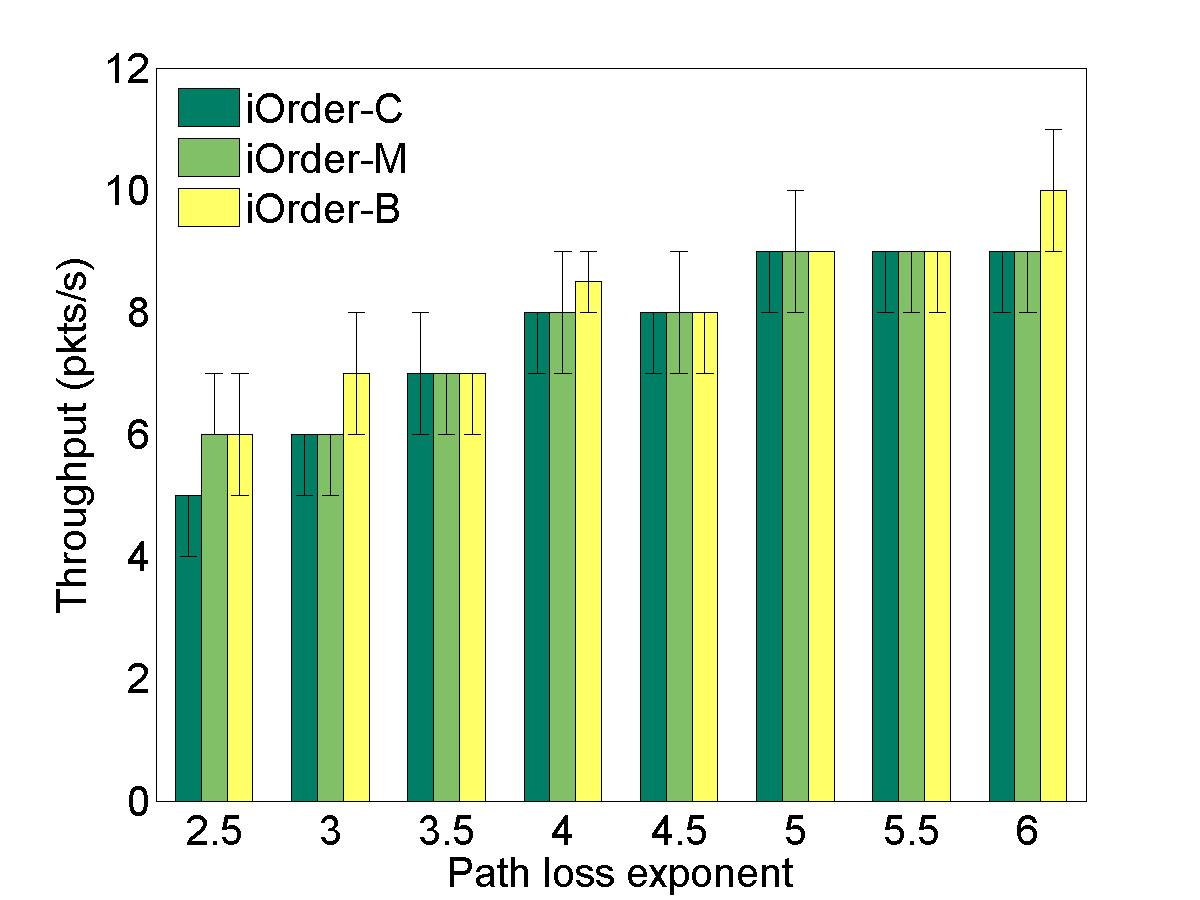 12
10
8
6
4
2
0
Throughput (pkts/s)
iOrder-C
iOrder-M
iOrder-B
2.5 3 3.5 4 4.5 5 5.5 6
Path loss exponent